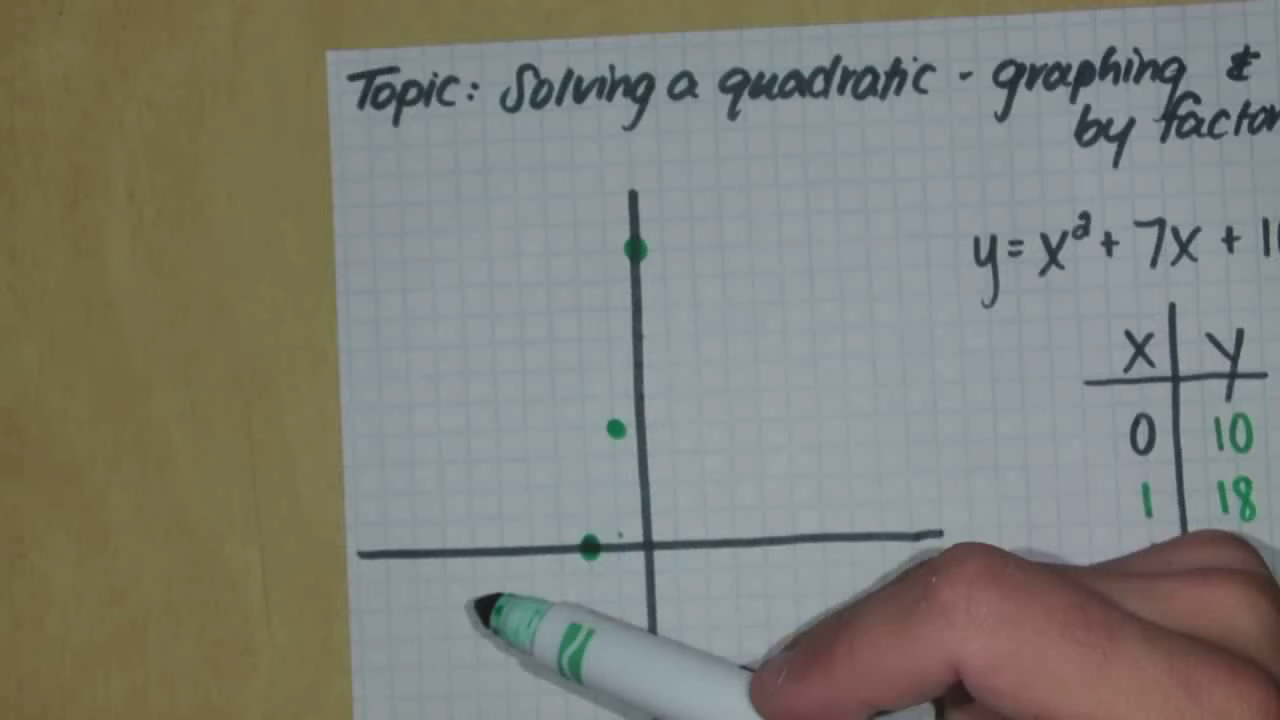 Topic: Solving a quadratic - graphing &
by factor
y = x² + 7x + 1
X Y
0 10
1 18